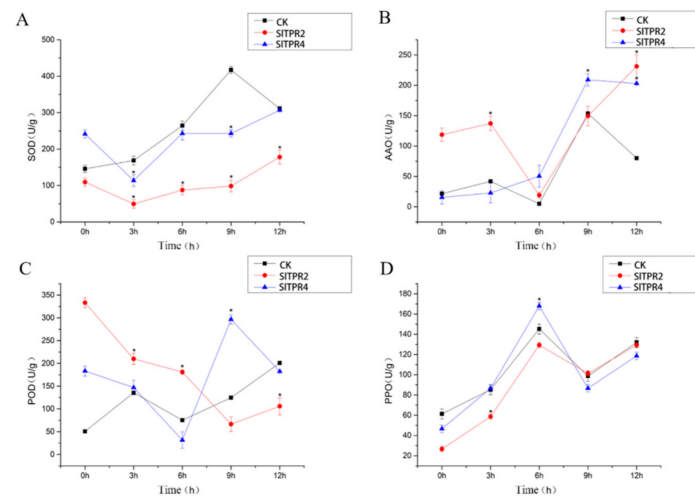 A
CK
SlTPR2
SlTPR4
500
400
300
200
100
0
SOD（U/g）
0h 3h 6h 9h 12h
Time（h）
B
CK
SlTPR2
SlTPR4
250
200
150
100
50
0
AAO（U/g）
0h 3h 6h 9h 12h
Time（h）
C
CK
SlTPR2
SlTPR4
350
300
250
200
150
100
50
0
POD（U/g）
0h 3h 6h 9h 12h
Time（h）
D
CK
SlTPR2
SlTPR4
180
160
140
120
100
80
60
40
20
PPO（U/g）
0h 3h 6h 9h 12h
Time（h）